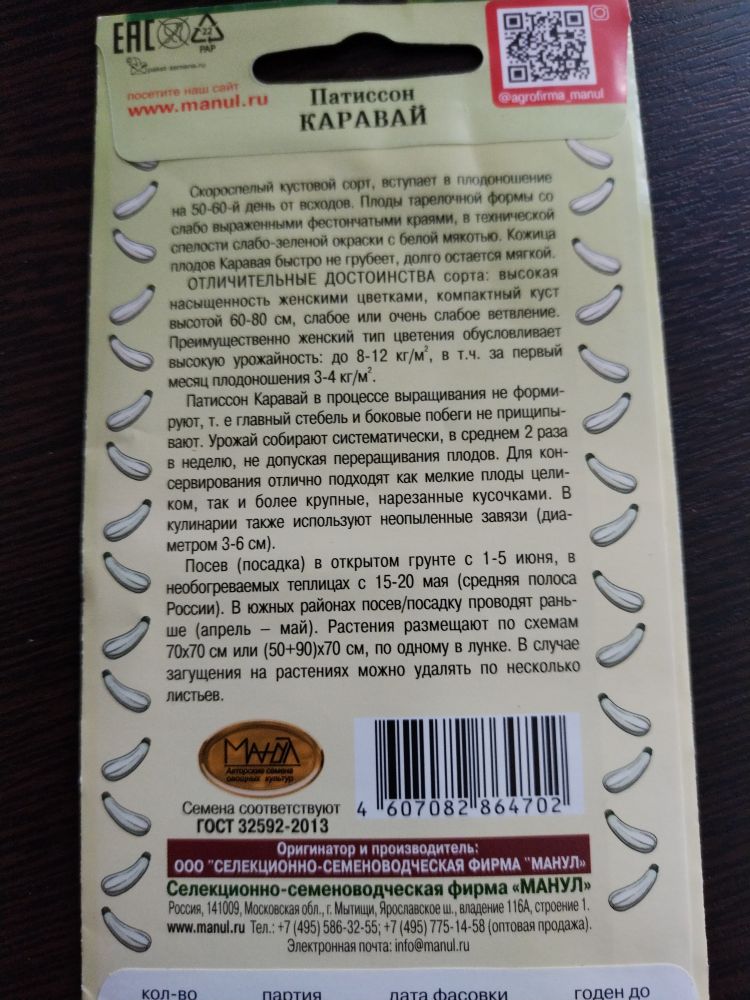 EAC
22
PAP
paket-semena.ru
посетите наш сайт
www.manul.ru
@agrofirma_manul
Патиссон
КАРАВАЙ
Скороспелый кустовой сорт, вступает в плодоношение
на 50-60-й день от всходов. Плоды тарелочной формы со
слабо выраженными фестончатыми краями, в технической
спелости слабо-зеленой окраски с белой мякотью. Кожица
плодов Каравая быстро не грубеет, долго остается мягкой.
ОТЛИЧИТЕЛЬНЫЕ ДОСТОИНСТВА сорта: высокая
насыщенность женскими цветками, компактный куст
высотой 60-80 см, слабое или очень слабое ветвление.
Преимущественно женский тип цветения обусловливает
высокую урожайность: до 8-12 кг/м², в т.ч. за первый
месяц плодоношения 3-4 кг/м².
Патиссон Каравай в процессе выращивания не форми-
руют, т. е главный стебель и боковые побеги не прищипы-
вают. Урожай собирают систематически, в среднем 2 раза
в неделю, не допуская переращивания плодов. Для кон-
сервирования отлично подходят как мелкие плоды цели-
ком, так и более крупные, нарезанные кусочками. В
кулинарии также используют неопыленные завязи (диа-
метром 3-6 см).
Посев (посадка) в открытом грунте с 1-5 июня, в
необогреваемых теплицах с 15-20 мая (средняя полоса
России). В южных районах посев/посадку проводят рань-
ше (апрель – май). Растения размещают по схемам
70х70 см или (50+90)х70 см, по одному в лунке. В случае
загущения на растениях можно удалять по несколько
листьев.
МАНУЛ
Авторские семена
овощных культур
Семена соответствуют
ГОСТ 32592-2013
4 607082 864702
Оригинатор и производитель:
ООО "СЕЛЕКЦИОННО-СЕМЕНОВОДЧЕСКАЯ ФИРМА "МАНУЛ"
Селекционно-семеноводческая фирма «МАНУЛ»
Россия, 141009, Московская обл., г. Мытищи, Ярославское ш., владение 116А, строение 1.
www.manul.ru Тел.: +7 (495) 586-32-55; +7 (495) 775-14-58 (оптовая продажа).
Электронная почта: info@manul.ru
кол-во партия дата фасовки годен до